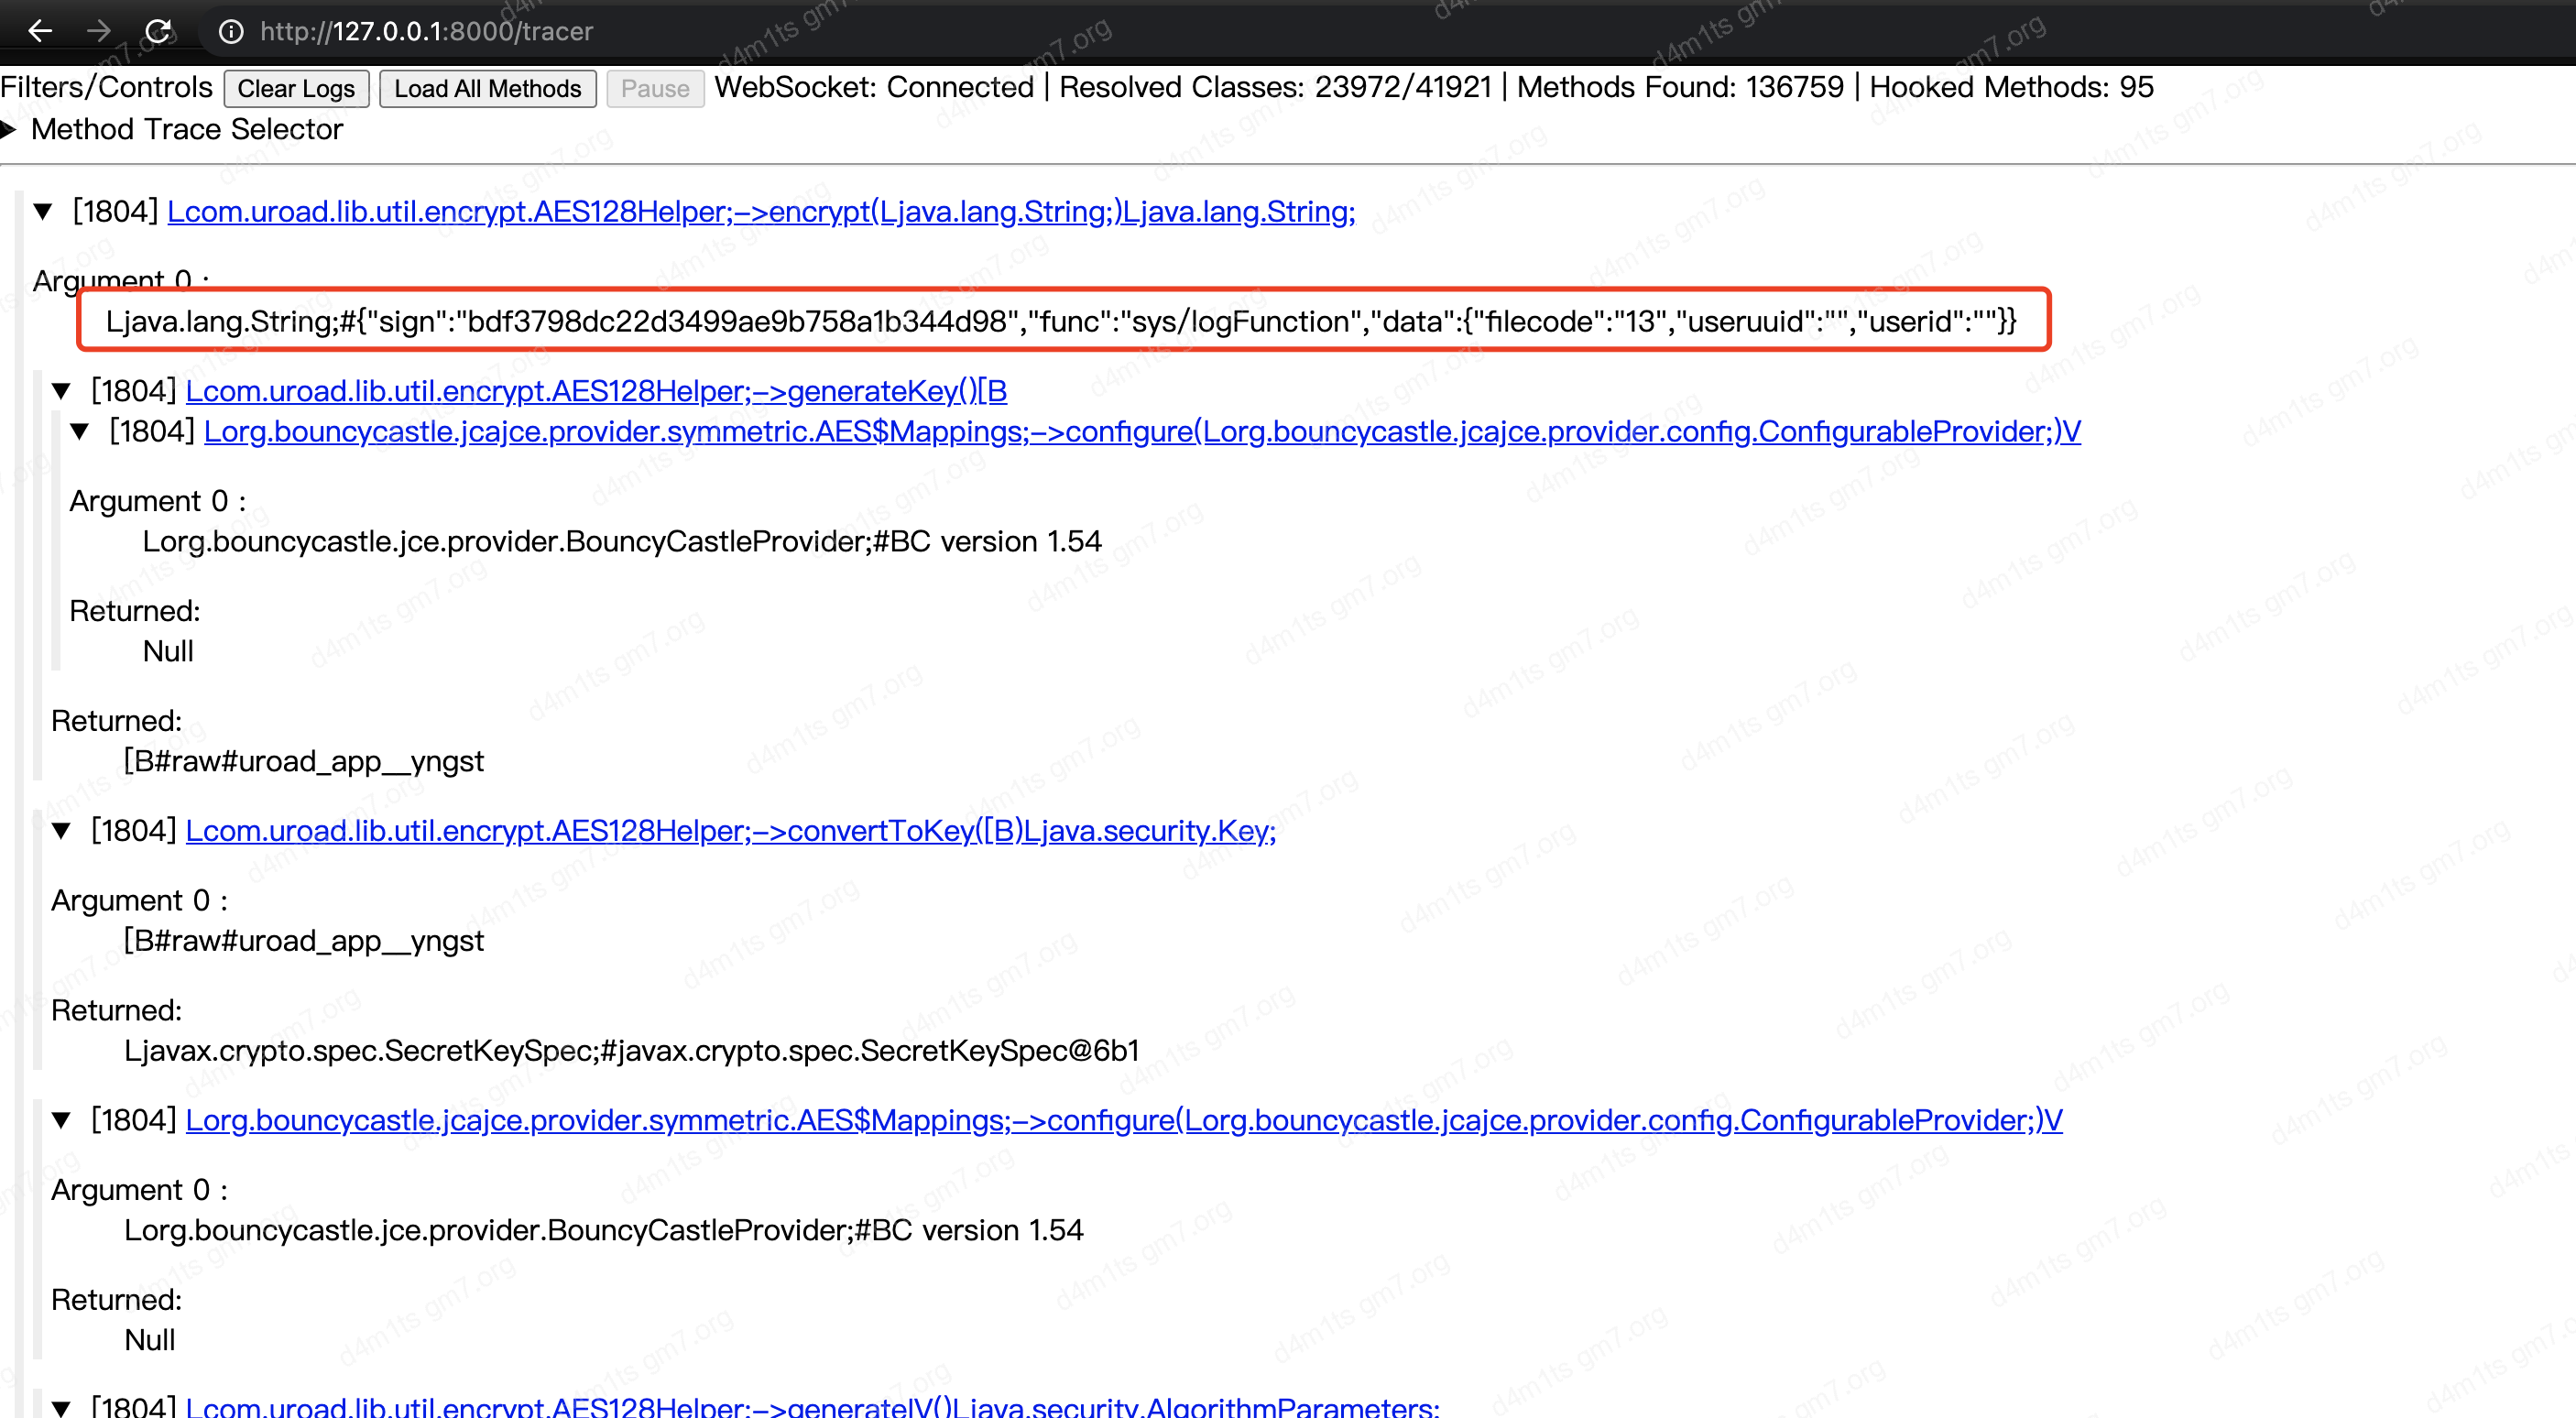 http://127.0.0.1:8000/tracer
Filters/Controls Clear Logs Load All Methods Pause WebSocket: Connected | Resolved Classes: 23972/41921 | Methods Found: 136759 | Hooked Methods: 95
▶ Method Trace Selector
▼ [1804] Lcom.uroad.lib.util.encrypt.AES128Helper;->encrypt(Ljava.lang.String;)Ljava.lang.String;
Argument 0 :
Ljava.lang.String;#{"sign":"bdf3798dc22d3499ae9b758a1b344d98","func":"sys/logFunction","data":{"filecode":"13","useruuid":"","userid":""}}
▼ [1804] Lcom.uroad.lib.util.encrypt.AES128Helper;->generateKey()[B
▼ [1804] Lorg.bouncycastle.jcajce.provider.symmetric.AES$Mappings;->configure(Lorg.bouncycastle.jcajce.provider.config.ConfigurableProvider;)V
Argument 0 :
Lorg.bouncycastle.jce.provider.BouncyCastleProvider;#BC version 1.54
Returned:
Null
Returned:
[B#raw#uroad_app__yngst
▼ [1804] Lcom.uroad.lib.util.encrypt.AES128Helper;->convertToKey([B)Ljava.security.Key;
Argument 0 :
[B#raw#uroad_app__yngst
Returned:
Ljavax.crypto.spec.SecretKeySpec;#javax.crypto.spec.SecretKeySpec@6b1
▼ [1804] Lorg.bouncycastle.jcajce.provider.symmetric.AES$Mappings;->configure(Lorg.bouncycastle.jcajce.provider.config.ConfigurableProvider;)V
Argument 0 :
Lorg.bouncycastle.jce.provider.BouncyCastleProvider;#BC version 1.54
Returned:
Null
▼ [1804] Lcom.uroad.lib.util.encrypt.AES128Helper;->generateIV()Ljava.security.AlgorithmParameters;
d4m1ts gm7.org